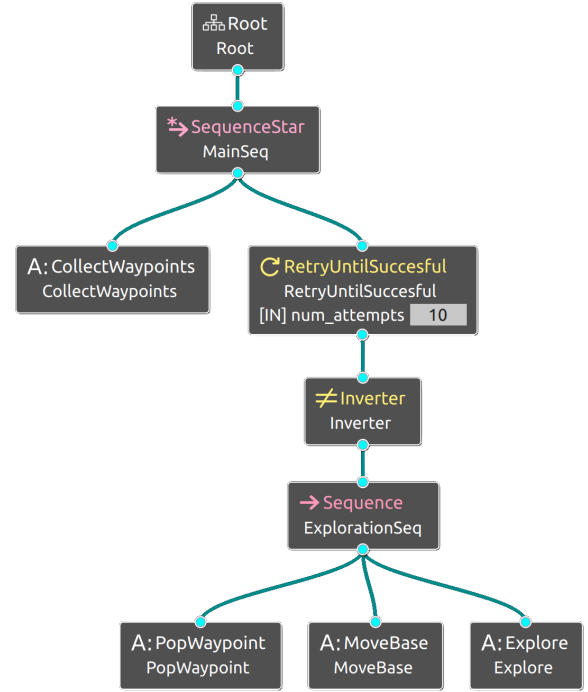 Root
Root
SequenceStar
MainSeq
A: CollectWaypoints
CollectWaypoints
RetryUntilSuccesful
RetryUntilSuccesful
[IN] num_attempts 10
Inverter
Inverter
Sequence
ExplorationSeq
A: PopWaypoint
PopWaypoint
A: MoveBase
MoveBase
A: Explore
Explore